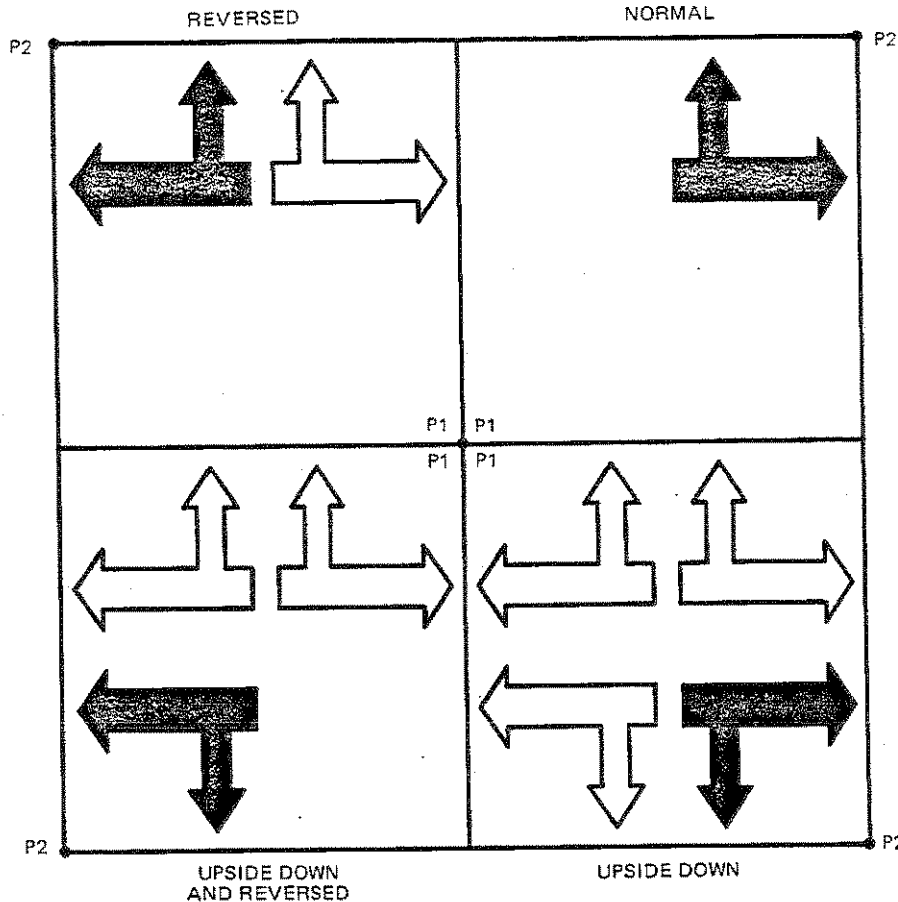 REVERSED NORMAL
P2 P2
P1 P1
P1 P1
P2 P2
UPSIDE DOWN
AND REVERSED
UPSIDE DOWN